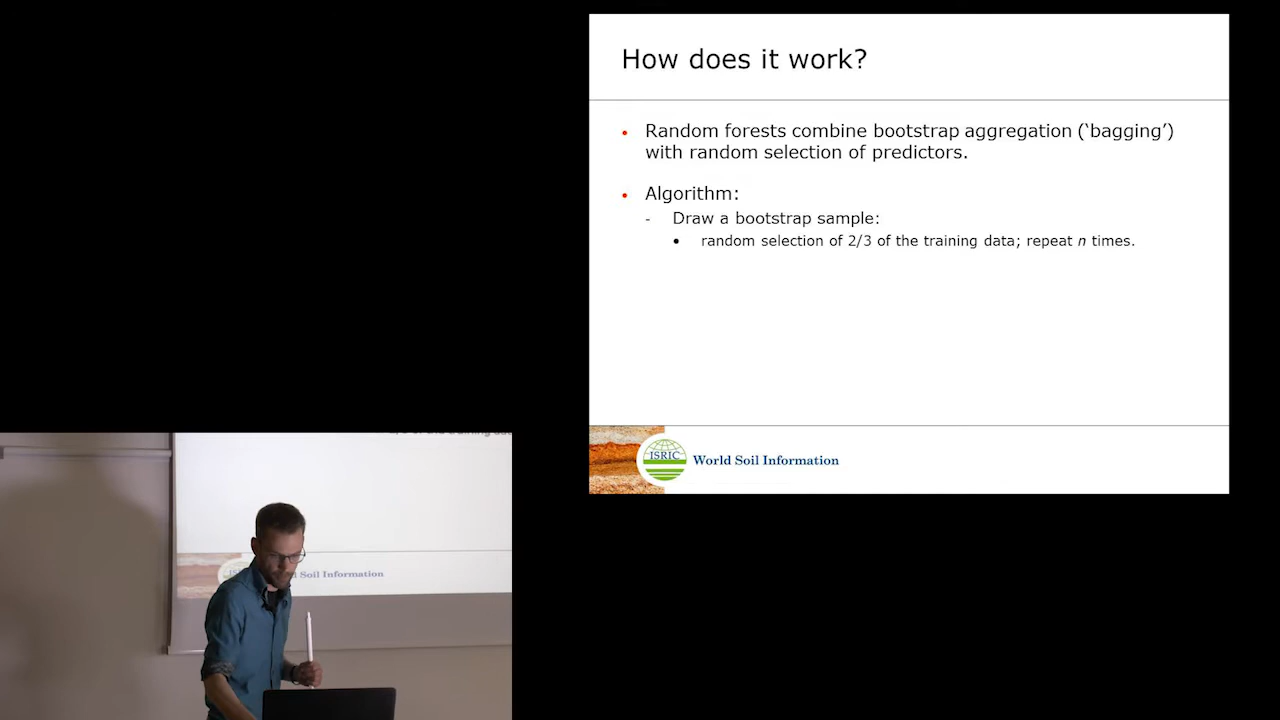 How does it work?
• Random forests combine bootstrap aggregation (‘bagging’)
with random selection of predictors.
• Algorithm:
- Draw a bootstrap sample:
• random selection of 2/3 of the training data; repeat n times.
ISRIC World Soil Information
Soil Information